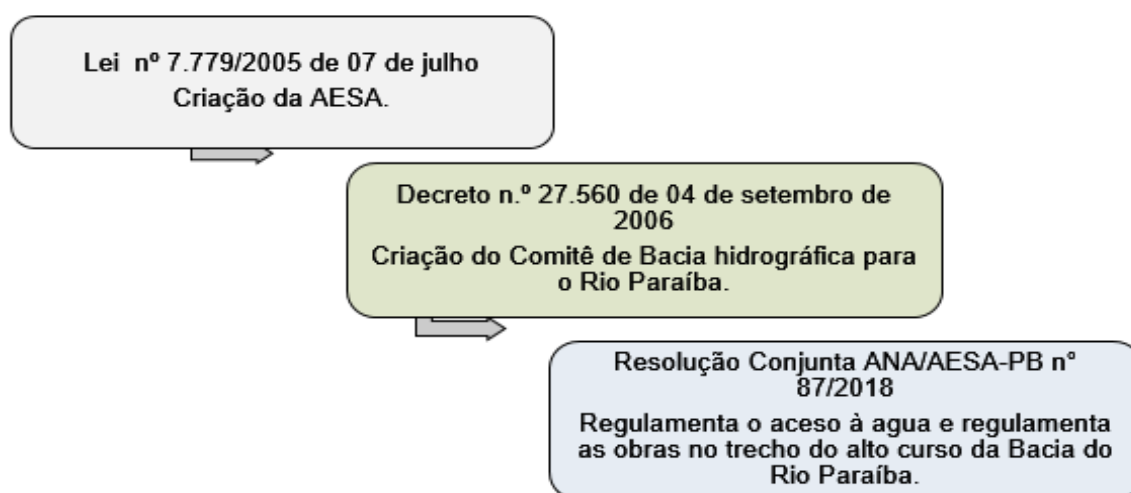 Lei nº 7.779/2005 de 07 de julho
Criação da AESA.
Decreto n.º 27.560 de 04 de setembro de
2006
Criação do Comitê de Bacia hidrográfica para
o Rio Paraíba.
Resolução Conjunta ANA/AESA-PB n°
87/2018
Regulamenta o aceso à agua e regulamenta
as obras no trecho do alto curso da Bacia do
Rio Paraíba.